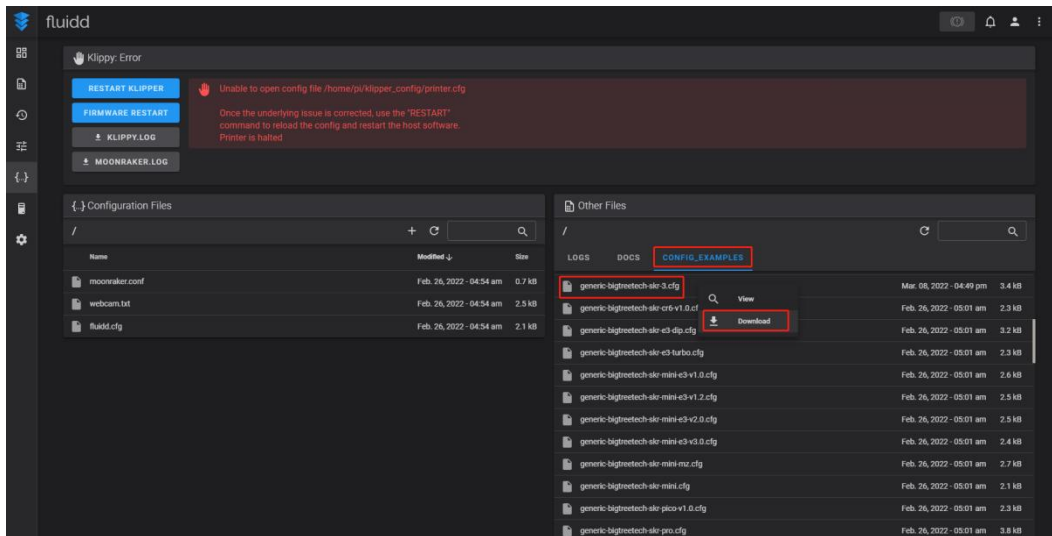 fluidd
Klippy: Error
RESTART KLIPPER
FIRMWARE RESTART
KLIPPY.LOG
MOONRAKER.LOG
Unable to open config file /home/pi/klipper_config/printer.cfg
Once the underlying issue is corrected, use the "RESTART"
command to reload the config and restart the host software.
Printer is halted
{..} Configuration Files
/
Name Modified Size
moonraker.conf Feb. 26, 2022 - 04:54 am 0.7 kB
webcam.txt Feb. 26, 2022 - 04:54 am 2.5 kB
fluidd.cfg Feb. 26, 2022 - 04:54 am 2.1 kB
Other Files
/
LOGS DOCS CONFIG_EXAMPLES
generic-bigtreetech-skr-3.cfg Mar. 08, 2022 - 04:49 pm 3.4 kB
View
generic-bigtreetech-skr-cr6-v1.0.cf Feb. 26, 2022 - 05:01 am 2.3 kB
Download
generic-bigtreetech-skr-e3-dip.cfg Feb. 26, 2022 - 05:01 am 3.2 kB
generic-bigtreetech-skr-e3-turbo.cfg Feb. 26, 2022 - 05:01 am 2.3 kB
generic-bigtreetech-skr-mini-e3-v1.0.cfg Feb. 26, 2022 - 05:01 am 2.6 kB
generic-bigtreetech-skr-mini-e3-v1.2.cfg Feb. 26, 2022 - 05:01 am 2.5 kB
generic-bigtreetech-skr-mini-e3-v2.0.cfg Feb. 26, 2022 - 05:01 am 2.5 kB
generic-bigtreetech-skr-mini-e3-v3.0.cfg Feb. 26, 2022 - 05:01 am 2.4 kB
generic-bigtreetech-skr-mini-mz.cfg Feb. 26, 2022 - 05:01 am 2.7 kB
generic-bigtreetech-skr-mini.cfg Feb. 26, 2022 - 05:01 am 2.1 kB
generic-bigtreetech-skr-pico-v1.0.cfg Feb. 26, 2022 - 05:01 am 2.3 kB
generic-bigtreetech-skr-pro.cfg Feb. 26, 2022 - 05:01 am 3.8 kB